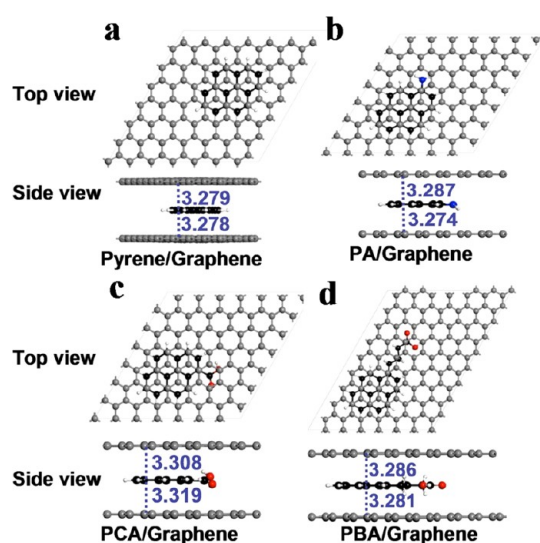 a
b
Top view
Side view
3.279
3.278
3.287
3.274
Pyrene/Graphene
PA/Graphene
c
d
Top view
Side view
3.308
3.319
3.286
3.281
PCA/Graphene
PBA/Graphene